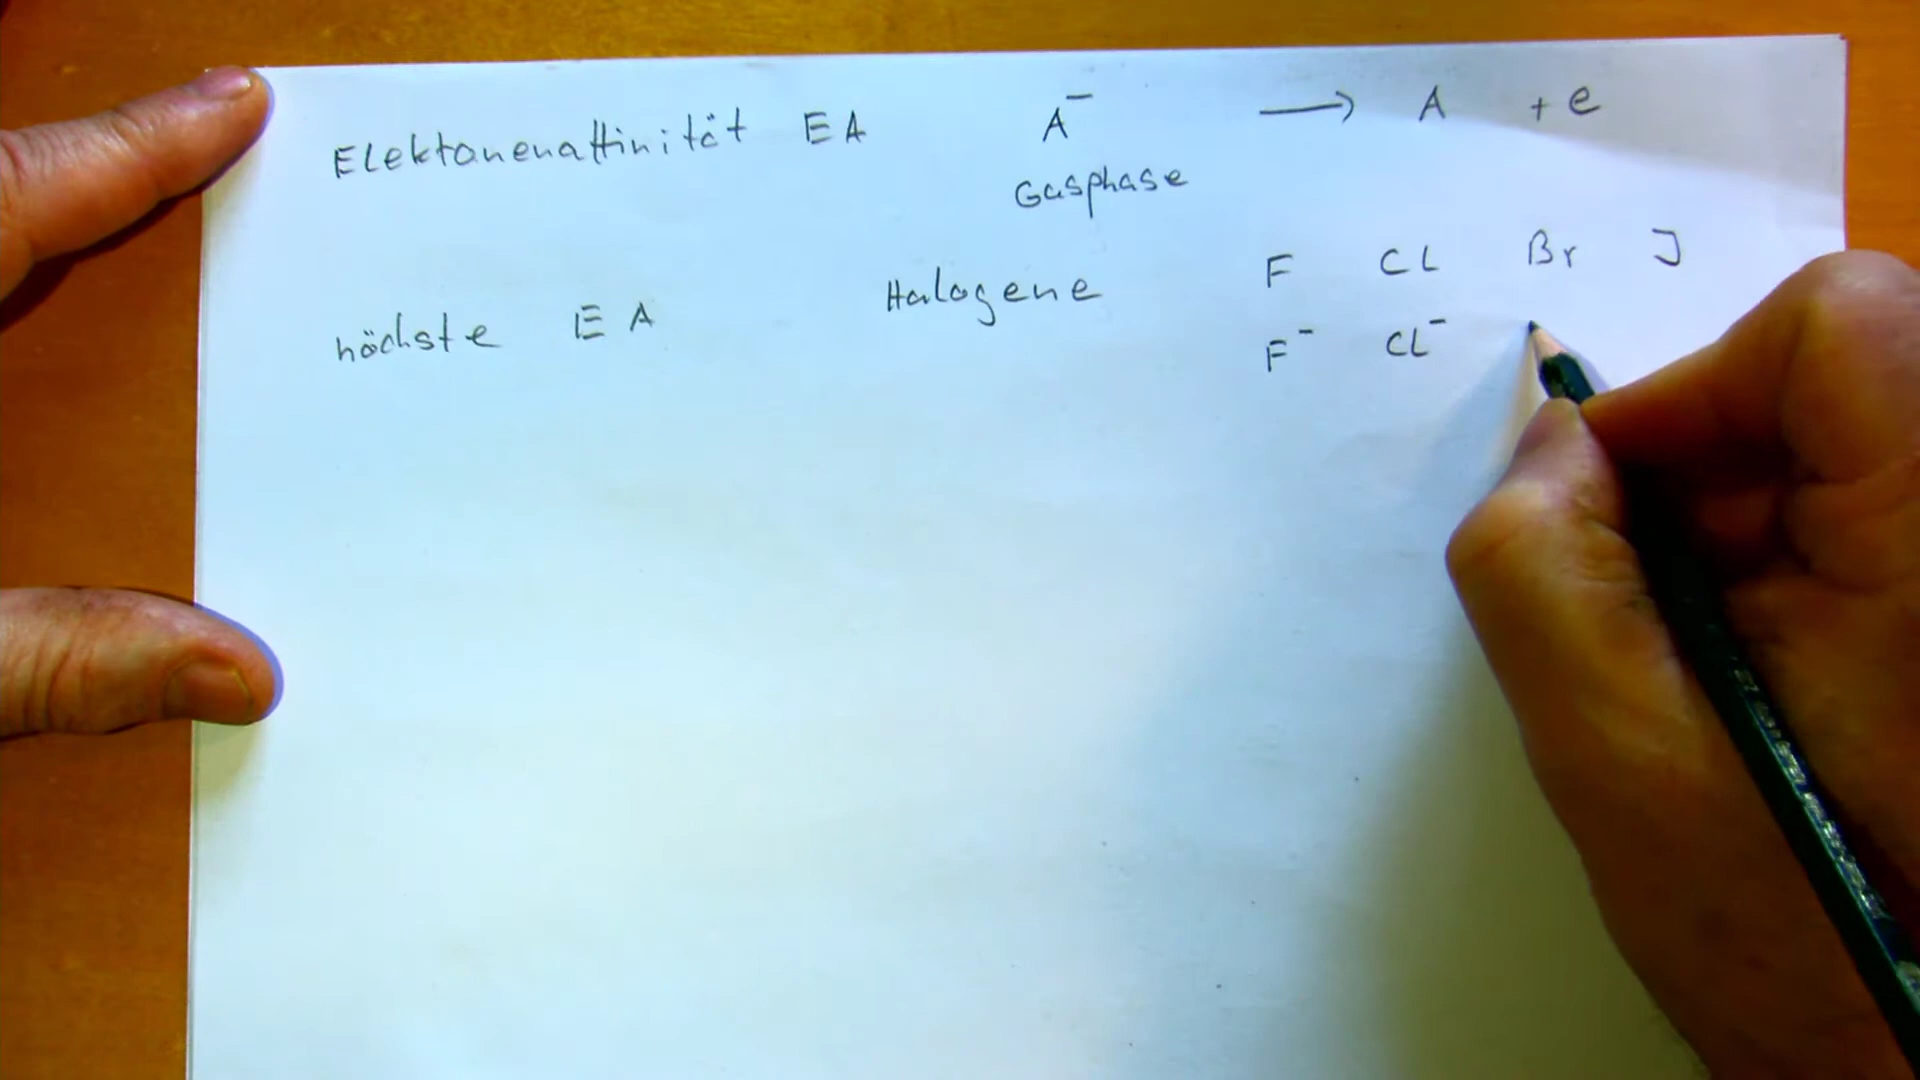 Elektonenaffinität EA A⁻ ⟶ A + e
Gasphase
höchste EA Halogene F Cl Br J
F⁻ Cl⁻